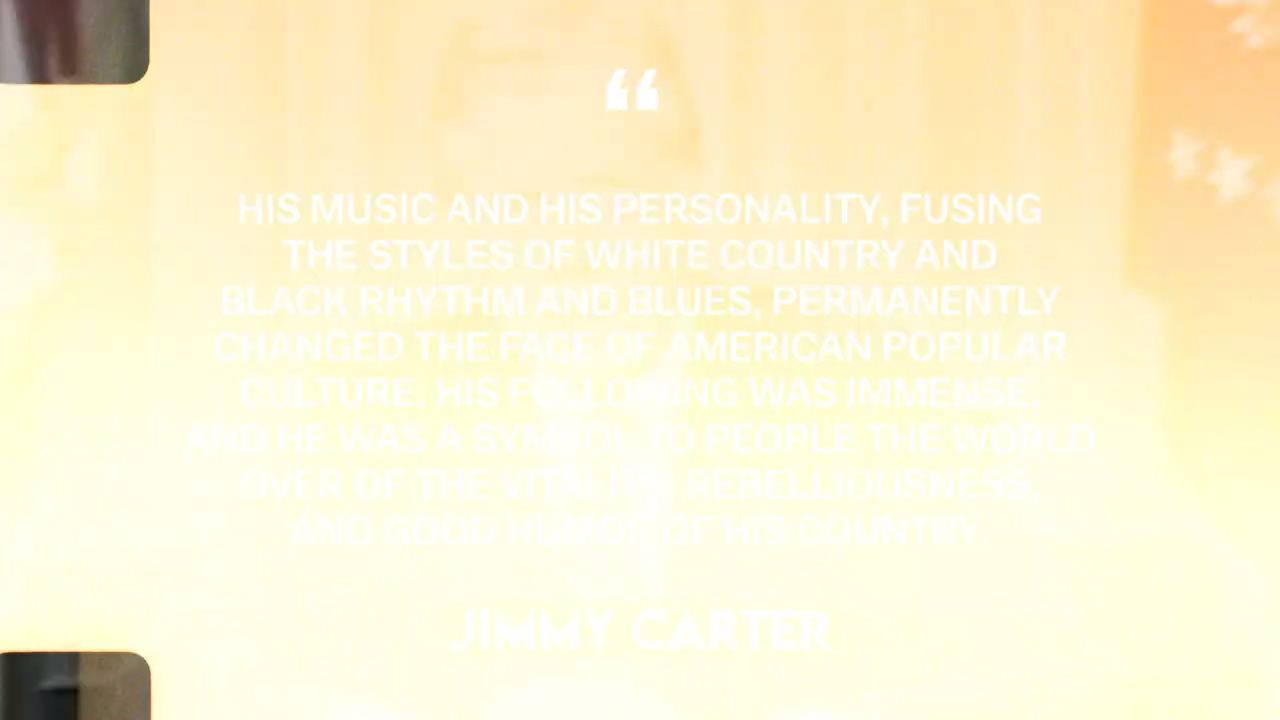 “
HIS MUSIC AND HIS PERSONALITY, FUSING
THE STYLES OF WHITE COUNTRY AND
BLACK RHYTHM AND BLUES, PERMANENTLY
CHANGED THE FACE OF AMERICAN POPULAR
CULTURE. HIS FOLLOWING WAS IMMENSE,
AND HE WAS A SYMBOL TO PEOPLE THE WORLD
OVER OF THE VITALITY, REBELLIOUSNESS,
AND GOOD HUMOR OF HIS COUNTRY.
JIMMY CARTER